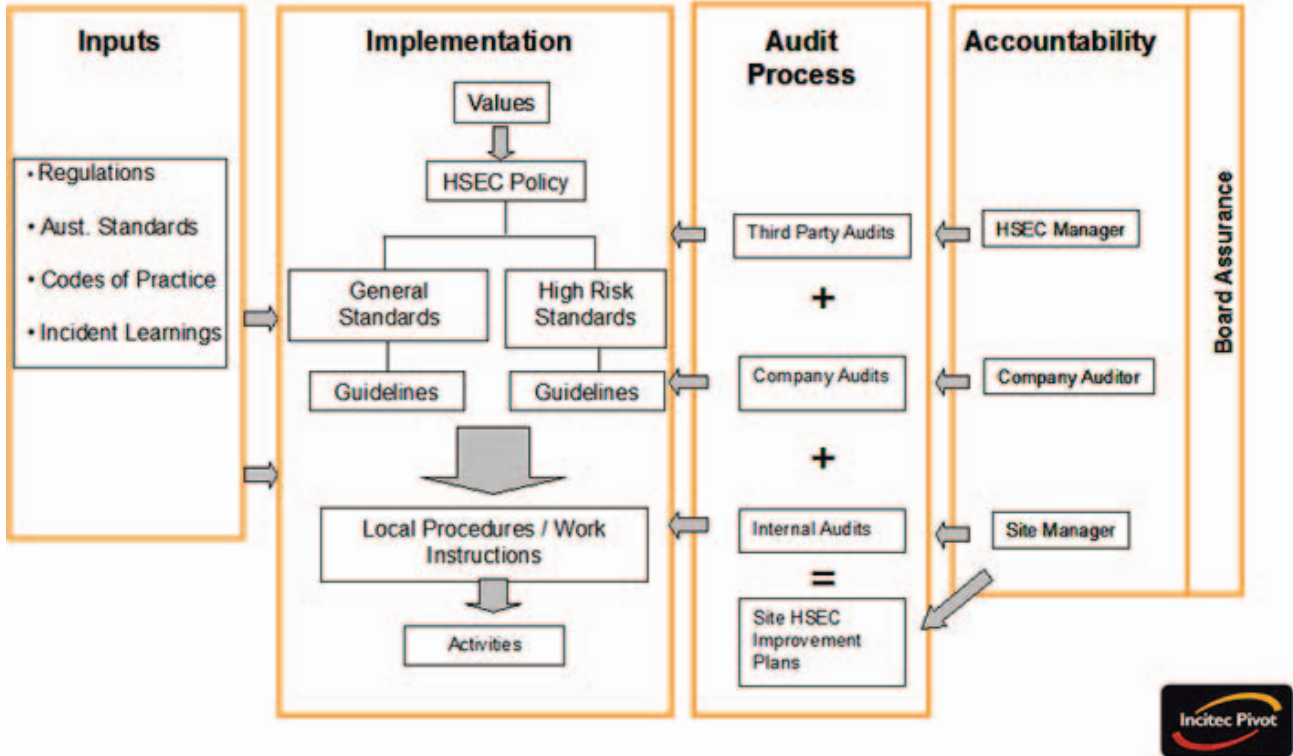 Inputs
• Regulations
• Aust. Standards
• Codes of Practice
• Incident Learnings
Implementation
Values
HSEC Policy
General
Standards
High Risk
Standards
Guidelines
Guidelines
Local Procedures / Work
Instructions
Activities
Audit
Process
Third Party Audits
+
Company Audits
+
Internal Audits
=
Site HSEC
Improvement
Plans
Accountability
HSEC Manager
Company Auditor
Site Manager
Board Assurance
Incitec Pivot